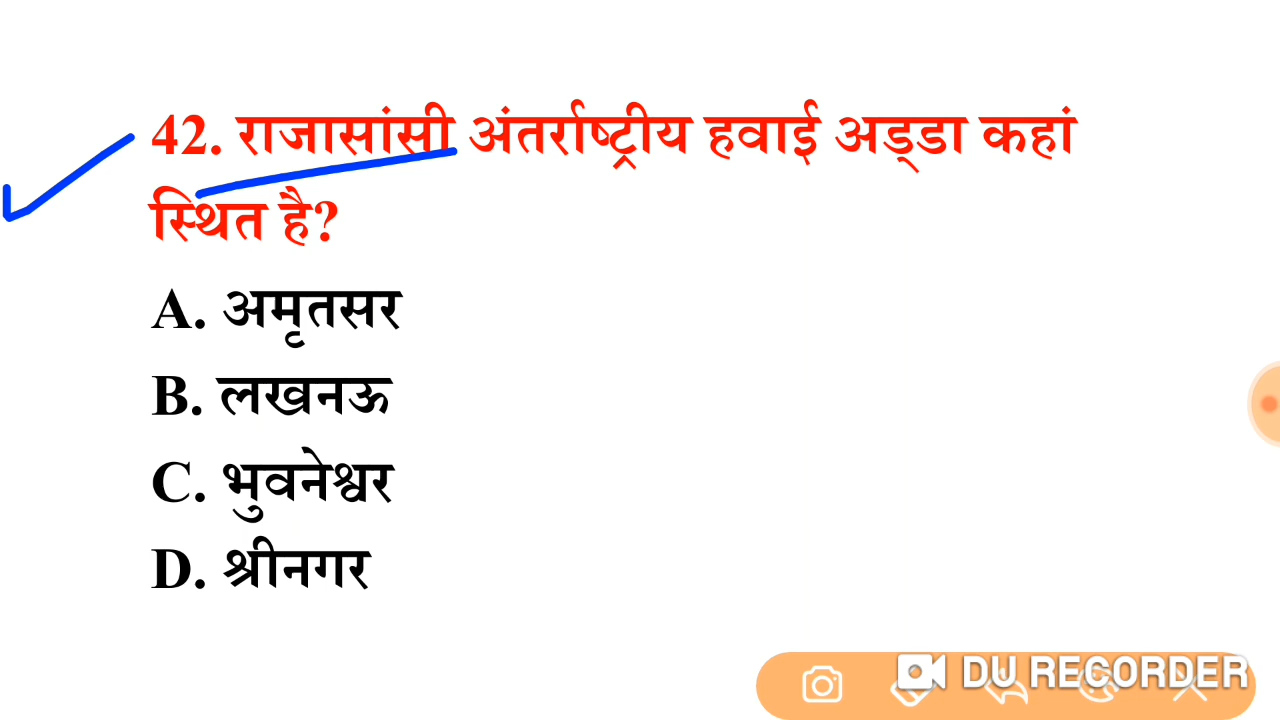 42. राजासांसी अंतर्राष्ट्रीय हवाई अड्डा कहां
स्थित है?
A. अमृतसर
B. लखनऊ
C. भुवनेश्वर
D. श्रीनगर
DU RECORDER